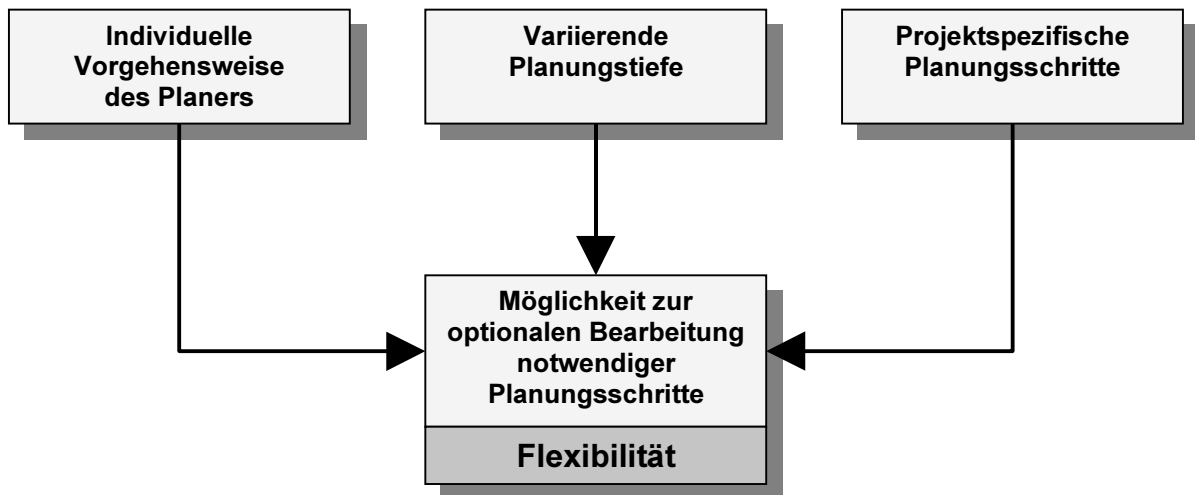 Individuelle
Vorgehensweise
des Planers
Variierende
Planungstiefe
Projektspezifische
Planungsschritte
Möglichkeit zur
optionalen Bearbeitung
notwendiger
Planungsschritte
Flexibilität